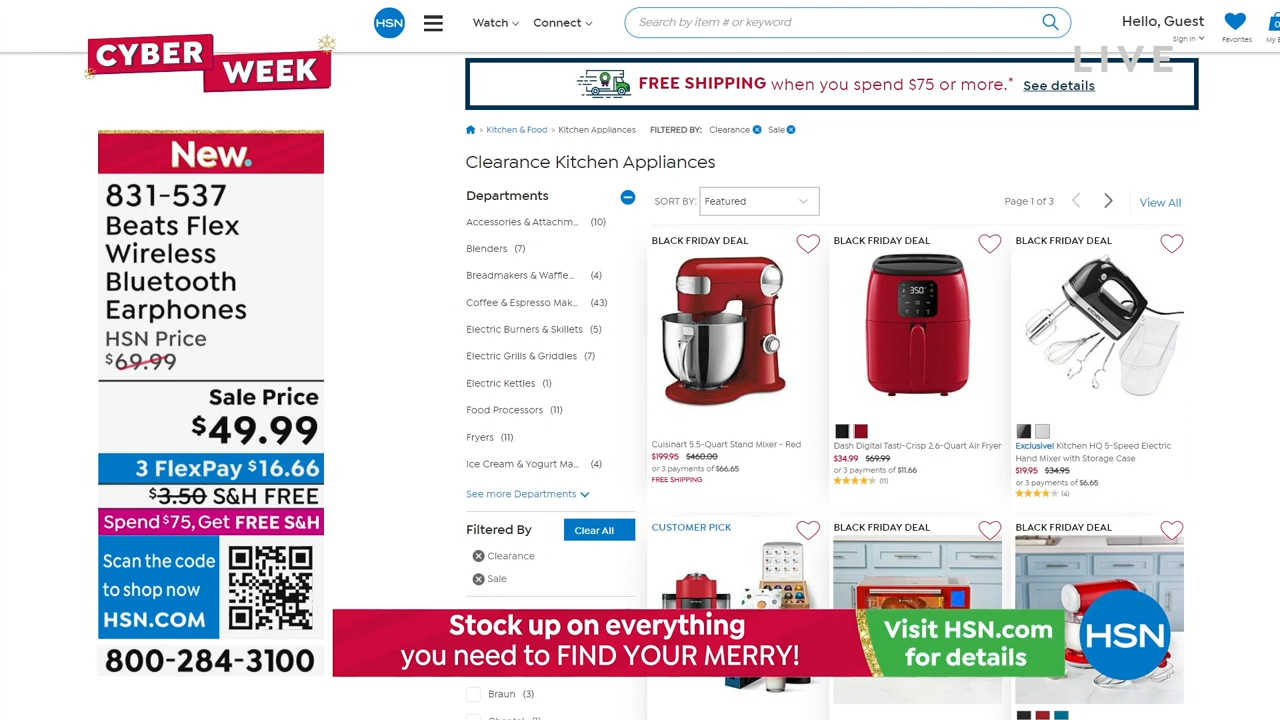 HSN
Watch
Connect
Search by item # or keyword
Hello, Guest
Sign In
Favorites
LIVE
CYBER
WEEK
FREE SHIPPING when you spend $75 or more.* See details
Kitchen & Food > Kitchen Appliances FILTERED BY: Clearance Sale
Clearance Kitchen Appliances
New.
831-537
Beats Flex
Wireless
Bluetooth
Earphones
HSN Price
$69.99
Sale Price
$49.99
3 FlexPay $16.66
$3.50 S&H FREE
Spend $75, Get FREE S&H
Scan the code
to shop now
HSN.COM
800-284-3100
Departments
Accessories & Attachm... (10)
Blenders (7)
Breadmakers & Waffle... (4)
Coffee & Espresso Mak... (43)
Electric Burners & Skillets (5)
Electric Grills & Griddles (7)
Electric Kettles (1)
Food Processors (11)
Fryers (11)
Ice Cream & Yogurt Ma... (4)
See more Departments
Filtered By
Clear All
Clearance
Sale
Braun (3)
SORT BY: Featured
Page 1 of 3
View All
BLACK FRIDAY DEAL
Cuisinart 5.5-Quart Stand Mixer - Red
$199.95 $460.00
or 3 payments of $66.65
FREE SHIPPING
BLACK FRIDAY DEAL
350°
Dash Digital Tasti-Crisp 2.6-Quart Air Fryer
$34.99 $69.99
or 3 payments of $11.66
(11)
BLACK FRIDAY DEAL
Exclusive! Kitchen HQ 5-Speed Electric
Hand Mixer with Storage Case
$19.95 $34.95
or 3 payments of $6.65
(4)
CUSTOMER PICK
BLACK FRIDAY DEAL
BLACK FRIDAY DEAL
Stock up on everything
you need to FIND YOUR MERRY!
Visit HSN.com
for details
HSN